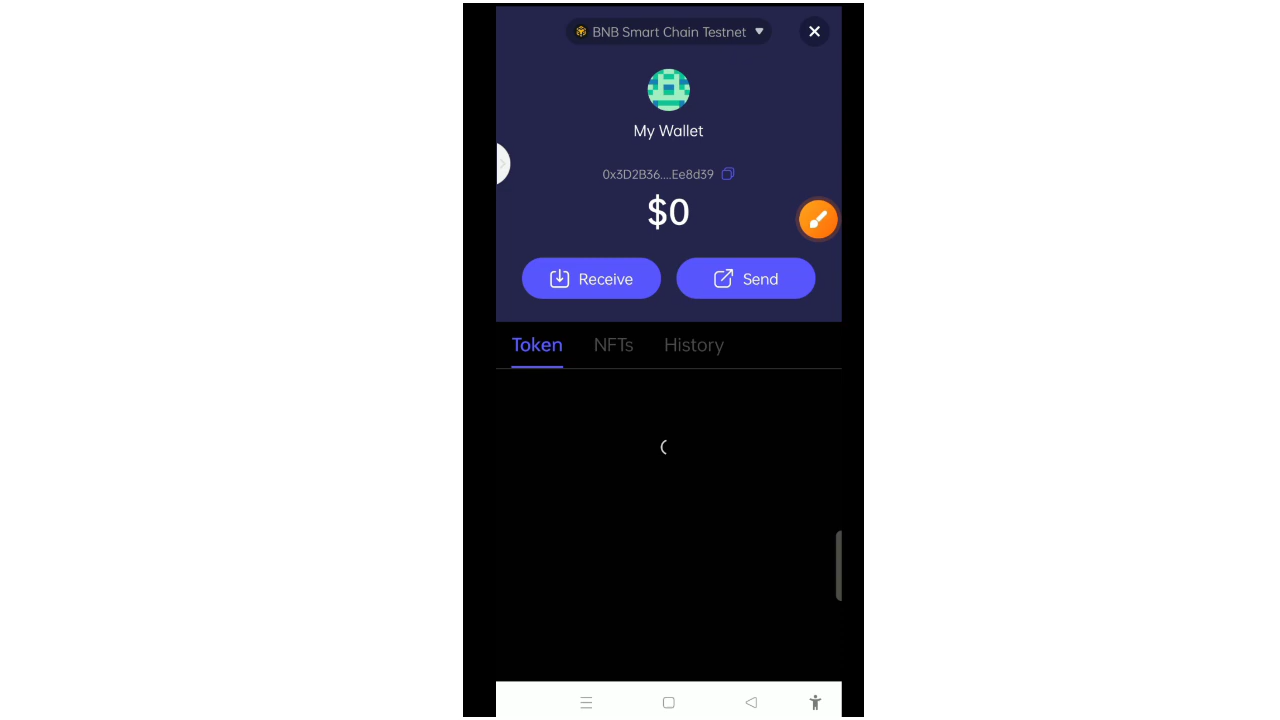 BNB Smart Chain Testnet
My Wallet
0x3D2B36....Ee8d39
$0
Receive
Send
Token
NFTs
History